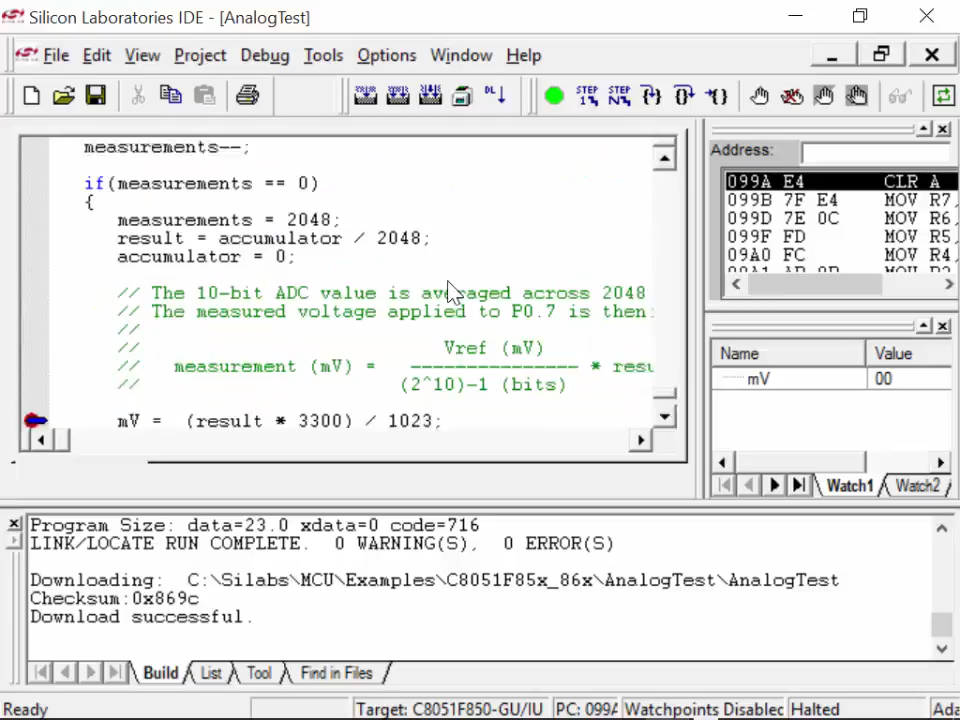 Silicon Laboratories IDE - [AnalogTest]
File Edit View Project Debug Tools Options Window Help
DL STEP 1 STEP N
measurements--;
if(measurements == 0)
{
measurements = 2048;
result = accumulator / 2048;
accumulator = 0;
// The 10-bit ADC value is averaged across 2048
// The measured voltage applied to P0.7 is then:
//
// Vref (mV)
// measurement (mV) = --------------- * resu
// (2^10)-1 (bits)
mV = (result * 3300) / 1023;
Address:
099A E4 CLR A
099B 7F E4 MOV R7,
099D 7E 0C MOV R6,
099F FD MOV R5,
09A0 FC MOV R4,
Name Value
mV 00
Watch1 Watch2
Program Size: data=23.0 xdata=0 code=716
LINK/LOCATE RUN COMPLETE. 0 WARNING(S), 0 ERROR(S)
Downloading: C:\Silabs\MCU\Examples\C8051F85x_86x\AnalogTest\AnalogTest
Checksum:0x869c
Download successful.
Build List Tool Find in Files
Ready Target: C8051F850-GU/IU PC: 099A Watchpoints Disabled Halted Ada